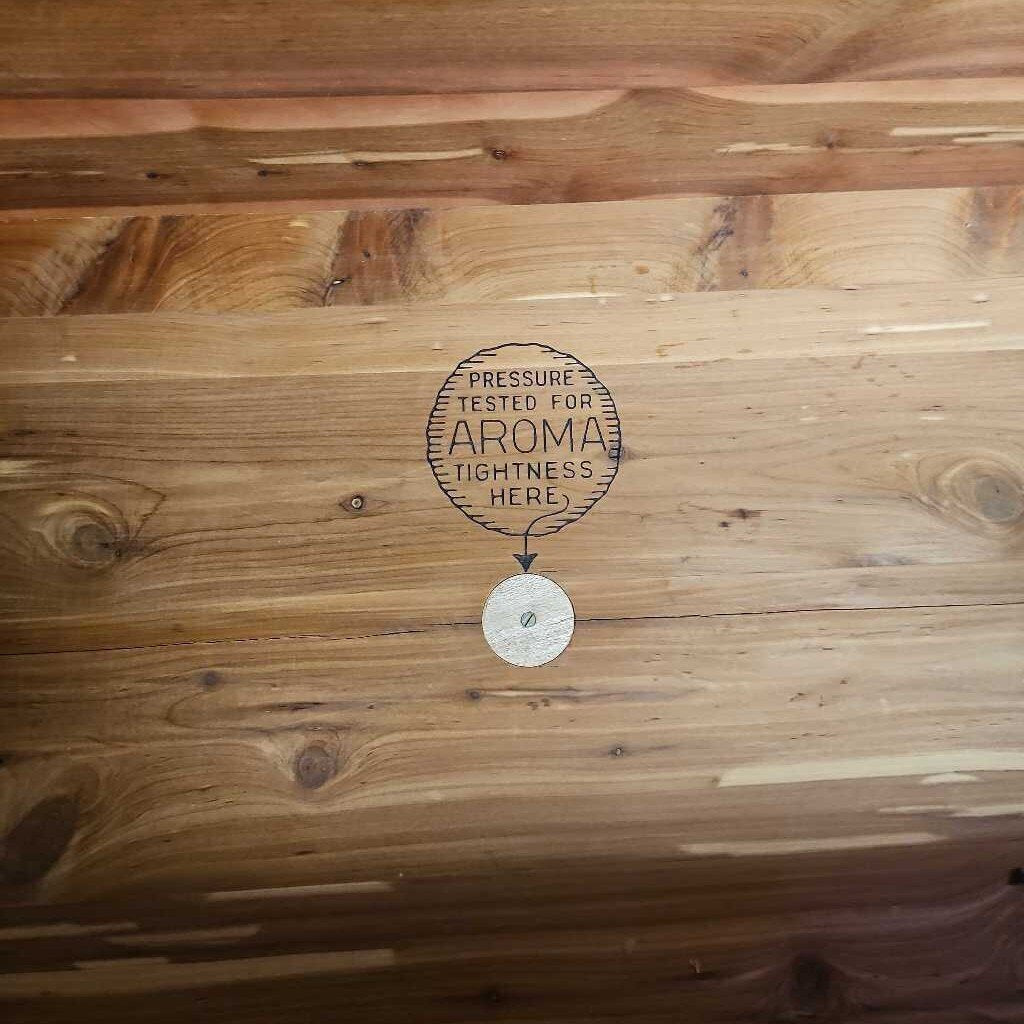 PRESSURE
TESTED FOR
AROMA
TIGHTNESS
HERE